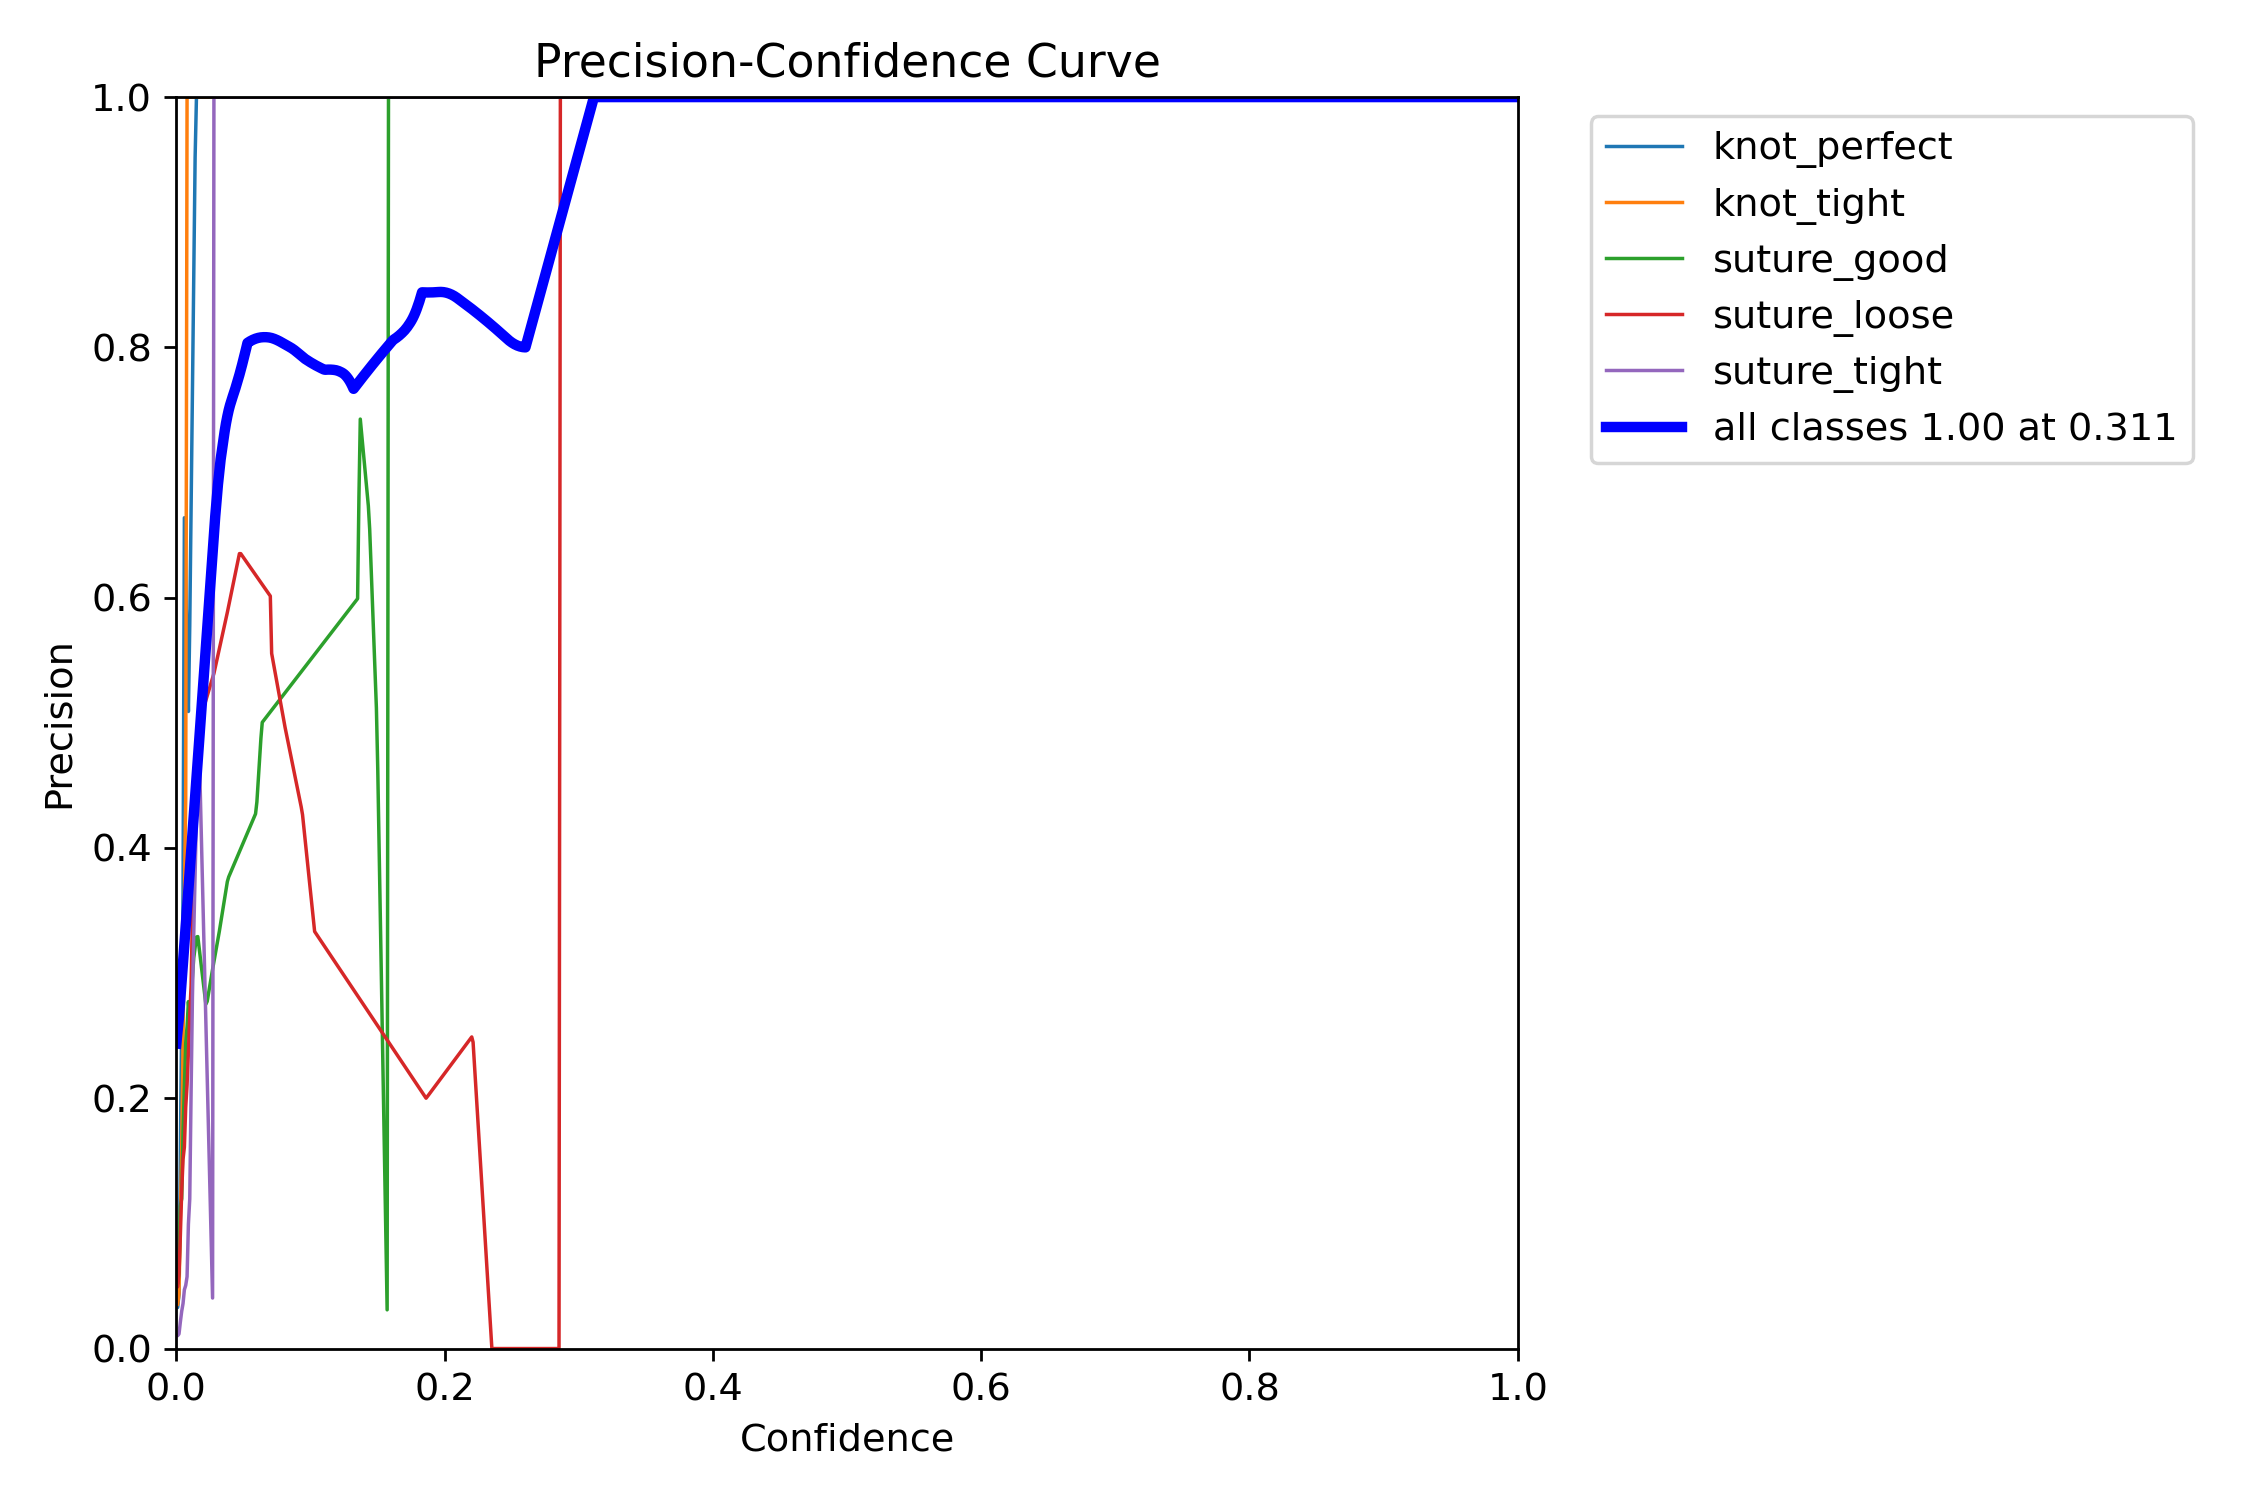 Precision-Confidence Curve
1.0
0.8
0.6
0.4
0.2
0.0
Precision
0.0 0.2 0.4 0.6 0.8 1.0
Confidence
knot_perfect
knot_tight
suture_good
suture_loose
suture_tight
all classes 1.00 at 0.311